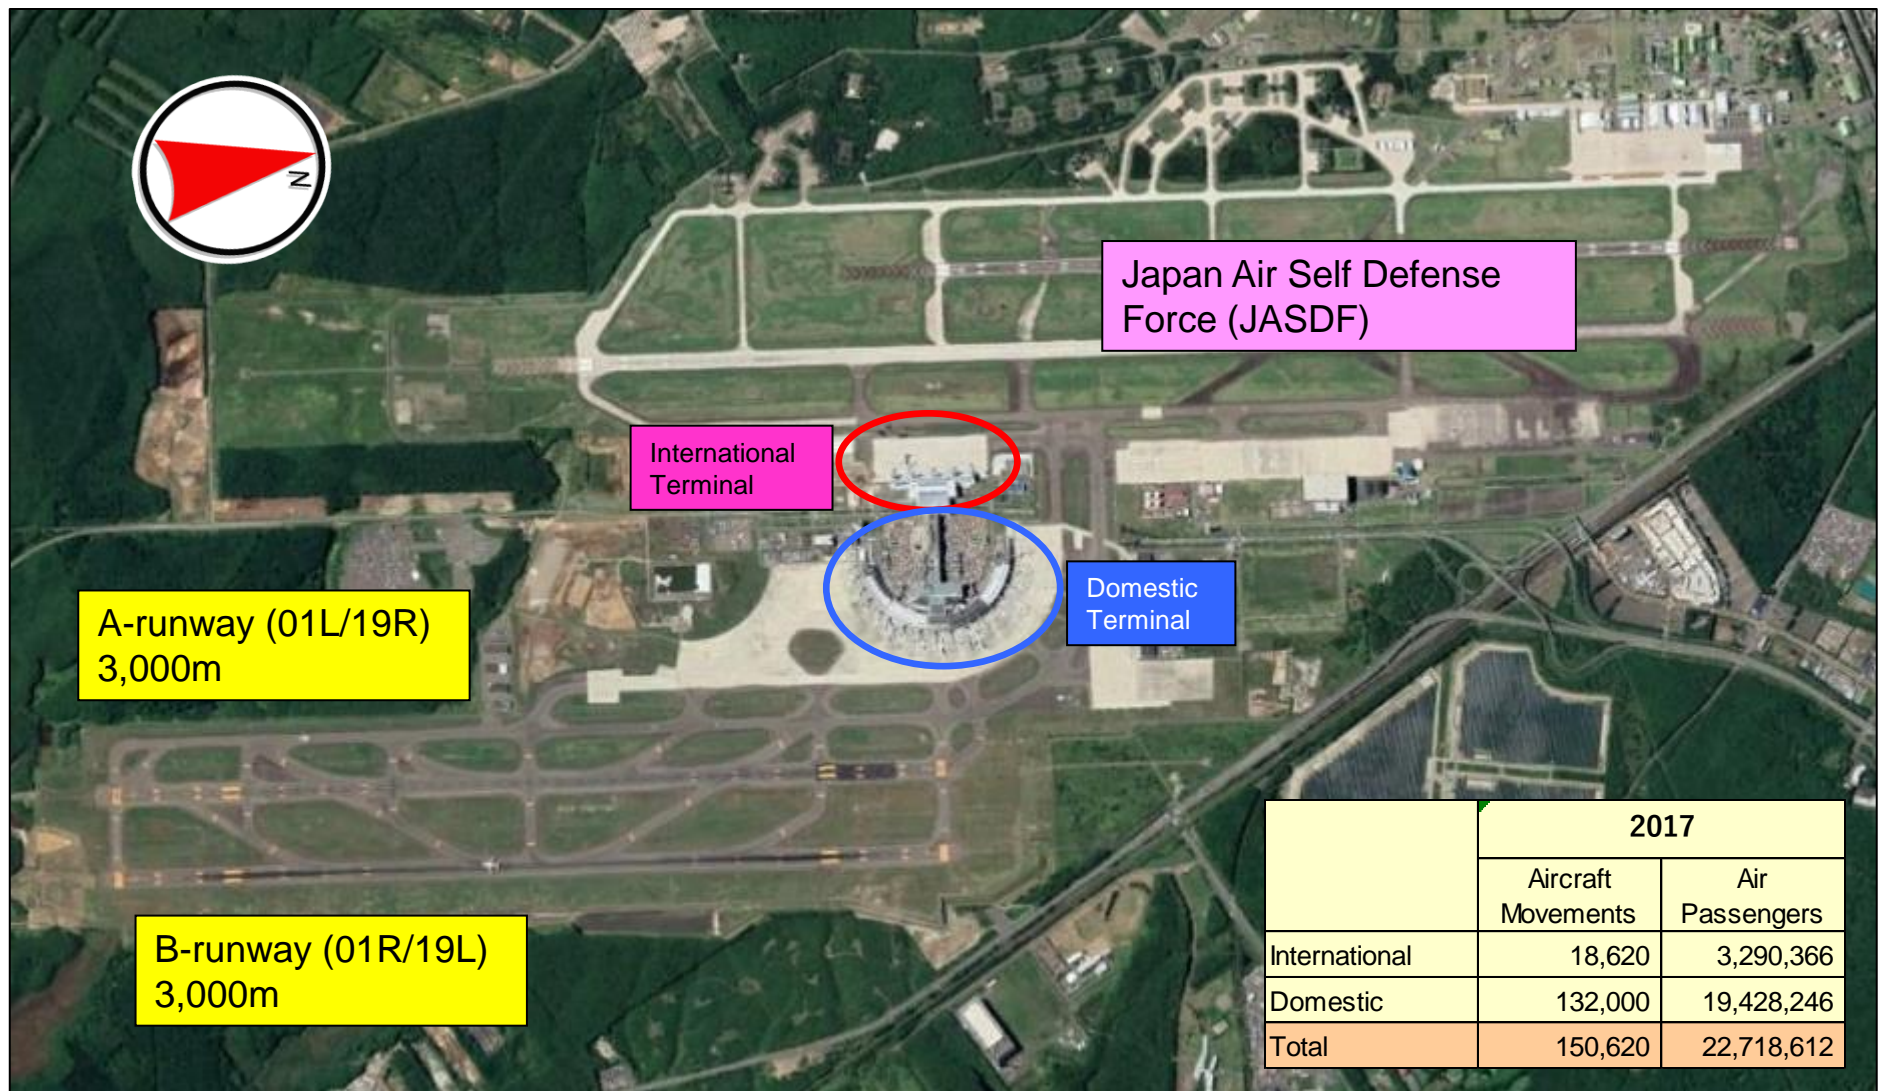 N
Japan Air Self Defense
Force (JASDF)
International
Terminal
Domestic
Terminal
A-runway (01L/19R)
3,000m
B-runway (01R/19L)
3,000m
2017
Aircraft
Movements
Air
Passengers
International 18,620 3,290,366
Domestic 132,000 19,428,246
Total 150,620 22,718,612